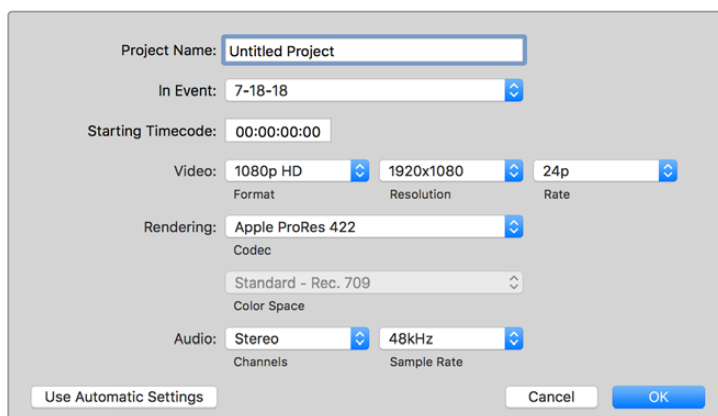 Project Name: Untitled Project
In Event: 7-18-18
Starting Timecode: 00:00:00:00
Video: 1080p HD 1920x1080 24p
Format Resolution Rate
Rendering: Apple ProRes 422
Codec
Standard - Rec. 709
Color Space
Audio: Stereo 48kHz
Channels Sample Rate
Use Automatic Settings Cancel OK